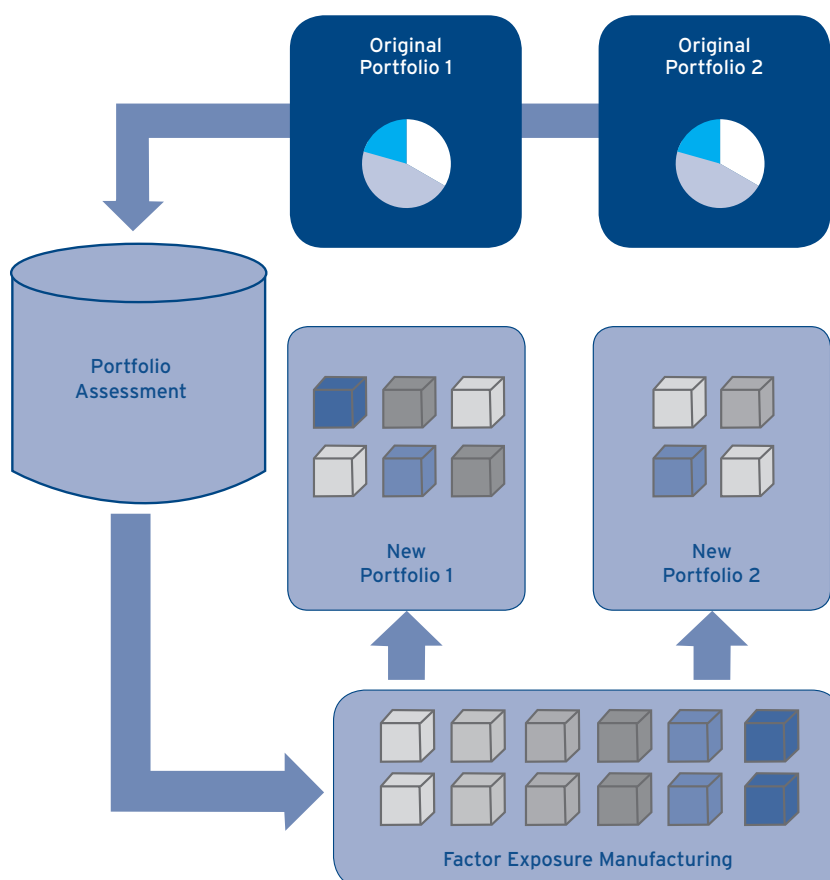 Original
Portfolio 1
Original
Portfolio 2
Portfolio
Assessment
New
Portfolio 1
New
Portfolio 2
Factor Exposure Manufacturing